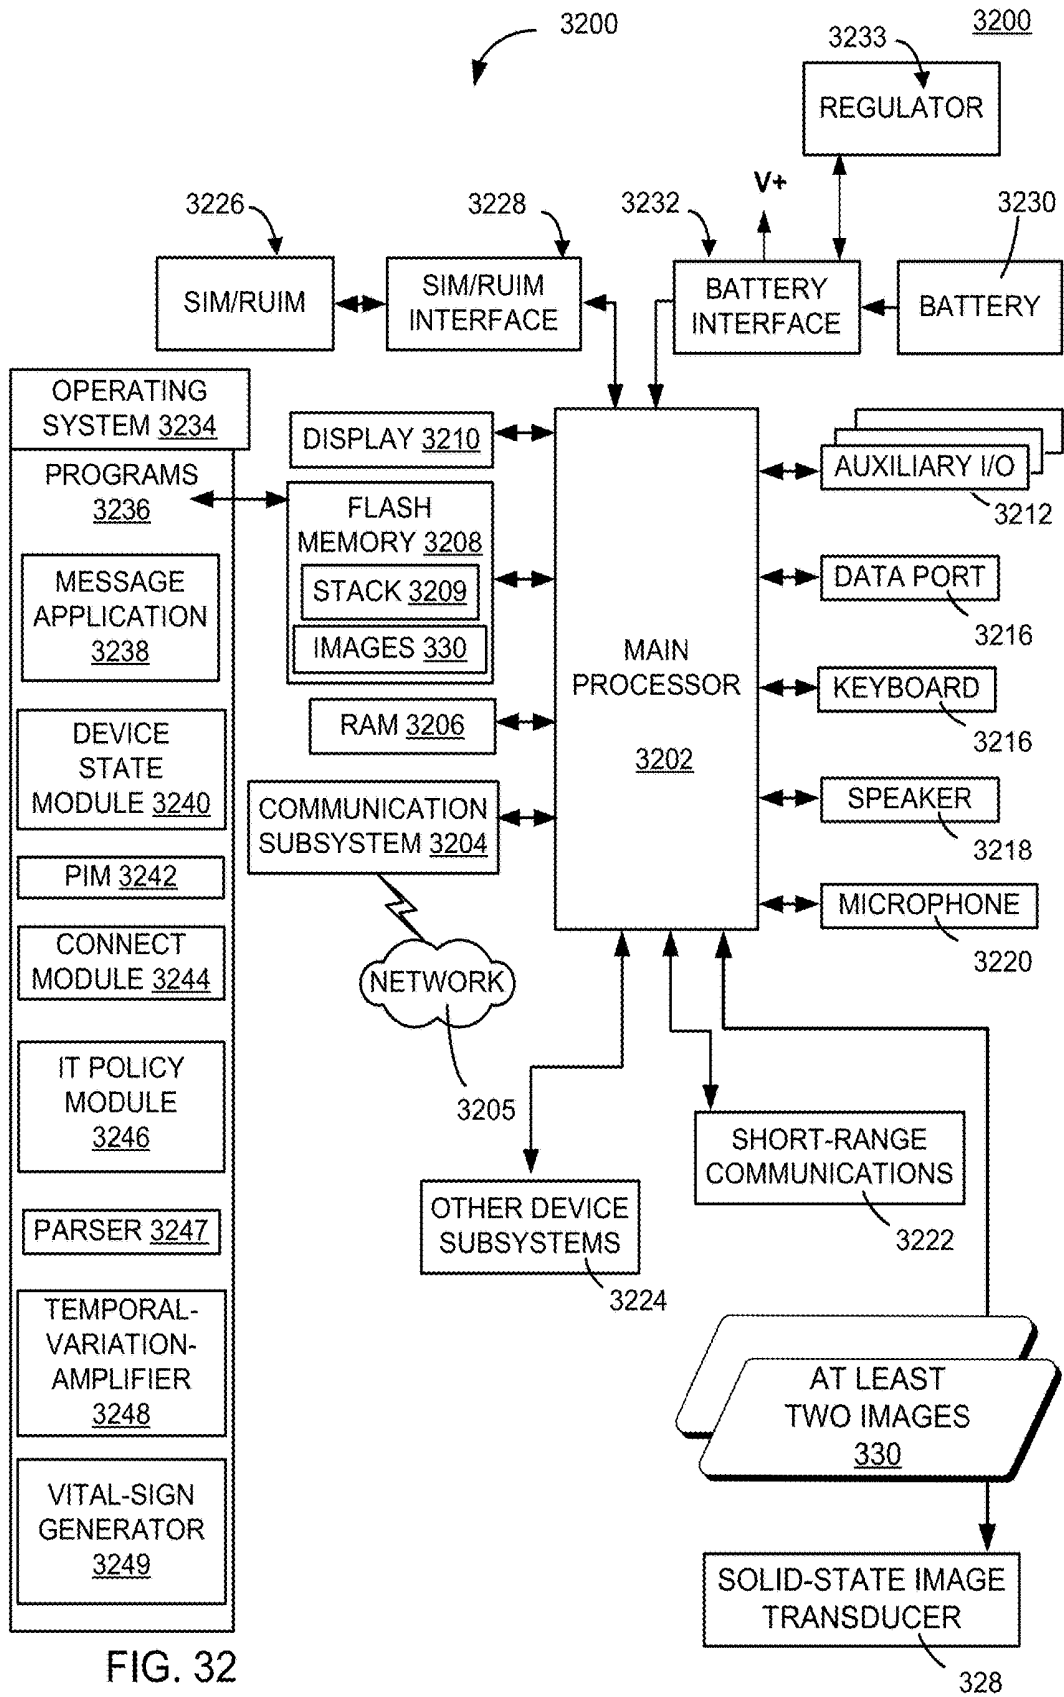 3200
3200
3233
REGULATOR
V+
3226
3228
3232
3230
SIM/RUIM
SIM/RUIM
INTERFACE
BATTERY
INTERFACE
BATTERY
OPERATING
SYSTEM 3234
PROGRAMS
3236
MESSAGE
APPLICATION
3238
DEVICE
STATE
MODULE 3240
PIM 3242
CONNECT
MODULE 3244
IT POLICY
MODULE
3246
PARSER 3247
TEMPORAL-
VARIATION-
AMPLIFIER
3248
VITAL-SIGN
GENERATOR
3249
DISPLAY 3210
FLASH
MEMORY 3208
STACK 3209
IMAGES 330
RAM 3206
COMMUNICATION
SUBSYSTEM 3204
NETWORK
3205
MAIN
PROCESSOR
3202
AUXILIARY I/O
3212
DATA PORT
3216
KEYBOARD
3216
SPEAKER
3218
MICROPHONE
3220
SHORT-RANGE
COMMUNICATIONS
3222
OTHER DEVICE
SUBSYSTEMS
3224
AT LEAST
TWO IMAGES
330
SOLID-STATE IMAGE
TRANSDUCER
328
FIG. 32